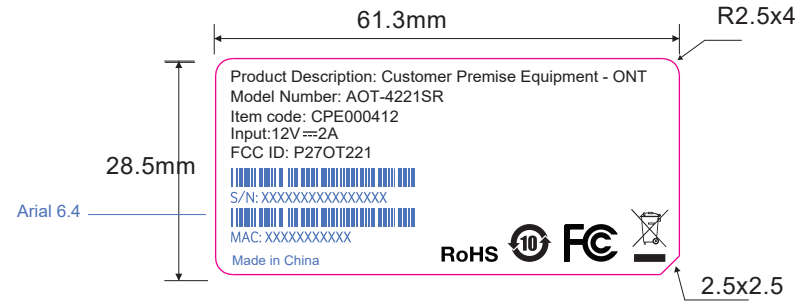 61.3mm
R2.5x4
Product Description: Customer Premise Equipment - ONT
Model Number: AOT-4221SR
Item code: CPE000412
Input:12V⎓2A
FCC ID: P27OT221
28.5mm
S/N: XXXXXXXXXXXXXXXX
Arial 6.4
MAC: XXXXXXXXXXX
Made in China
RoHS 10 FC
2.5x2.5